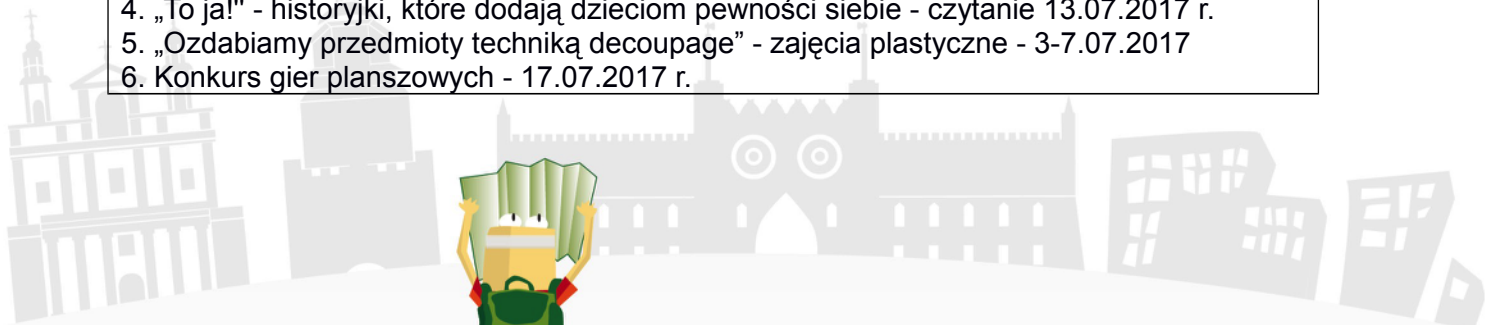 4. „To ja!" - historyjki, które dodają dzieciom pewności siebie - czytanie 13.07.2017 r.
5. „Ozdabiamy przedmioty techniką decoupage” - zajęcia plastyczne - 3-7.07.2017
6. Konkurs gier planszowych - 17.07.2017 r.